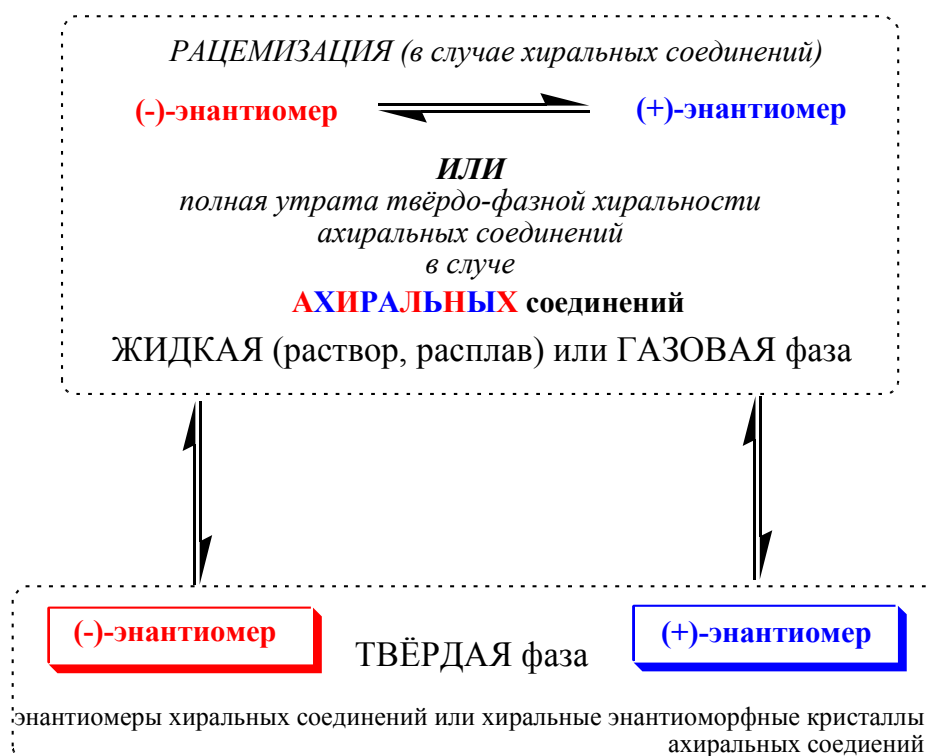 РАЦЕМИЗАЦИЯ (в случае хиральных соединений)
(-)-энантиомер (+)-энантиомер
ИЛИ
полная утрата твёрдо-фазной хиральности
ахиральных соединений
в случе
АХИРАЛЬНЫХ соединений
ЖИДКАЯ (раствор, расплав) или ГАЗОВАЯ фаза
(-)-энантиомер ТВЁРДАЯ фаза (+)-энантиомер
энантиомеры хиральных соединений или хиральные энантиоморфные кристаллы
ахиральных соедиений